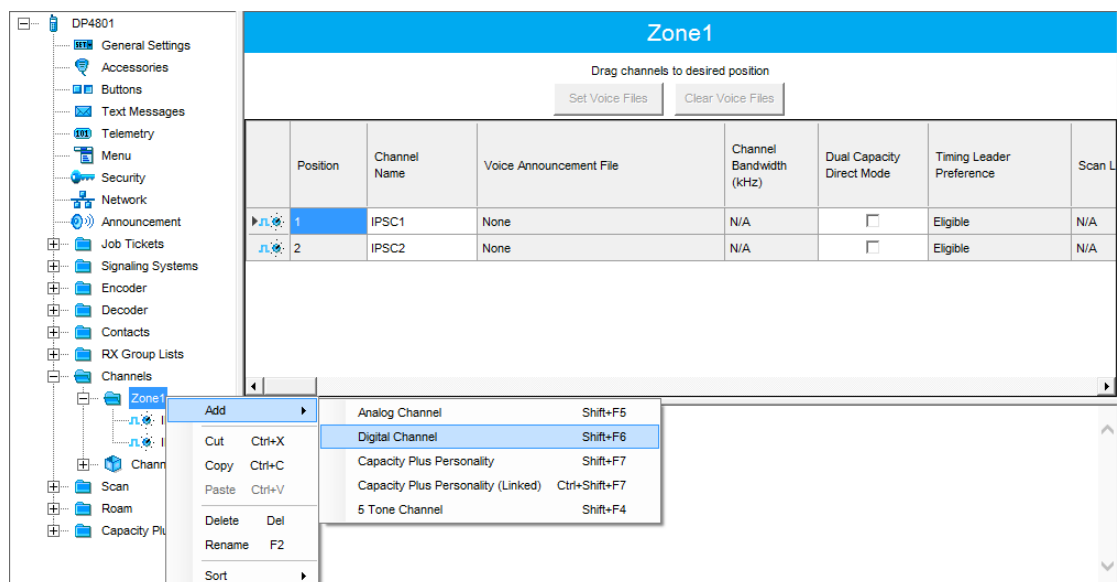 DP4801
General Settings
Accessories
Buttons
Text Messages
Telemetry
Menu
Security
Network
Announcement
Job Tickets
Signaling Systems
Encoder
Decoder
Contacts
RX Group Lists
Channels
Zone1
Chann
Scan
Roam
Capacity Plu
Zone1
Drag channels to desired position
Set Voice Files Clear Voice Files
Position Channel Name Voice Announcement File Channel Bandwidth (kHz) Dual Capacity Direct Mode Timing Leader Preference Scan L
1 IPSC1 None N/A Eligible N/A
2 IPSC2 None N/A Eligible N/A
Add
Cut Ctrl+X
Copy Ctrl+C
Paste Ctrl+V
Delete Del
Rename F2
Sort
Analog Channel Shift+F5
Digital Channel Shift+F6
Capacity Plus Personality Shift+F7
Capacity Plus Personality (Linked) Ctrl+Shift+F7
5 Tone Channel Shift+F4